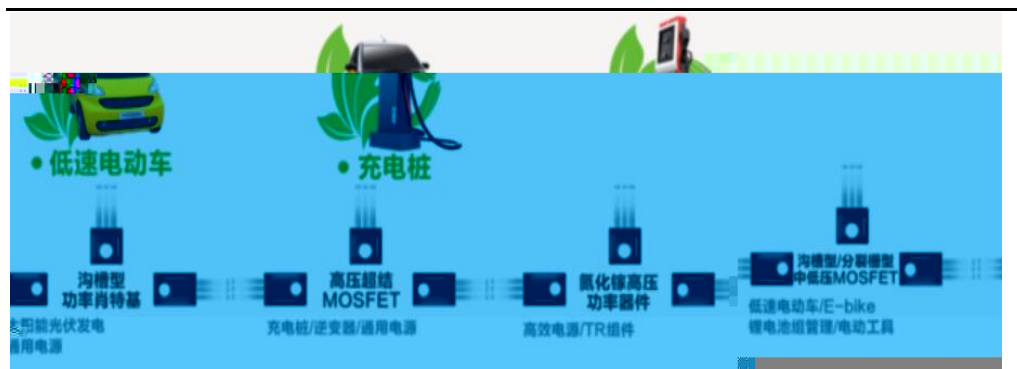 • 低速电动车
• 充电桩
沟槽型
功率肖特基
太阳能光伏发电
通用电源
高压超结
MOSFET
充电桩/逆变器/通用电源
氮化镓高压
功率器件
高效电源/TR组件
沟槽型/分裂栅型
中低压MOSFET
低速电动车/E-bike
锂电池组管理/电动工具